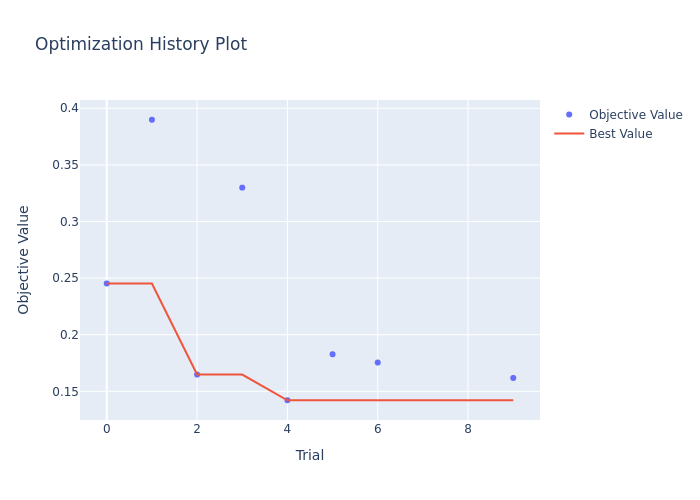 Optimization History Plot
Objective Value
Best Value
0.4
0.35
0.3
0.25
0.2
0.15
Objective Value
0 2 4 6 8
Trial